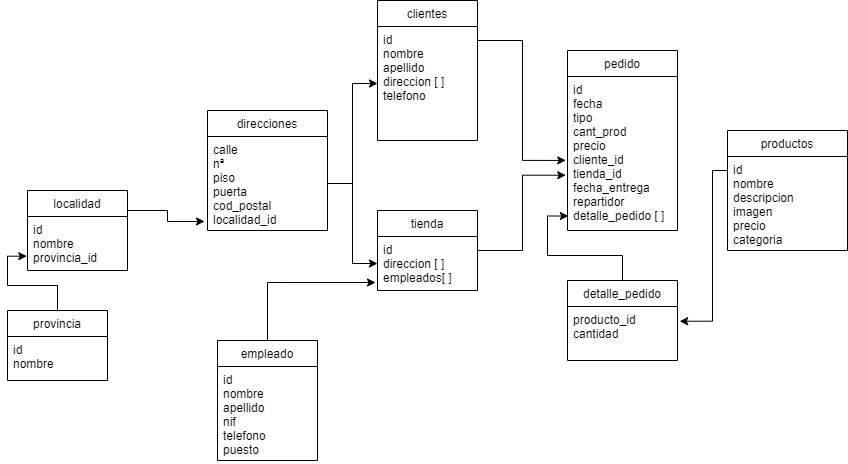 clientes
id
nombre
apellido
direccion [ ]
telefono
pedido
id
fecha
tipo
cant_prod
precio
cliente_id
tienda_id
fecha_entrega
repartidor
detalle_pedido [ ]
direcciones
calle
nª
piso
puerta
cod_postal
localidad_id
productos
id
nombre
descripcion
imagen
precio
categoria
localidad
id
nombre
provincia_id
tienda
id
direccion [ ]
empleados[ ]
detalle_pedido
producto_id
cantidad
provincia
id
nombre
empleado
id
nombre
apellido
nif
telefono
puesto